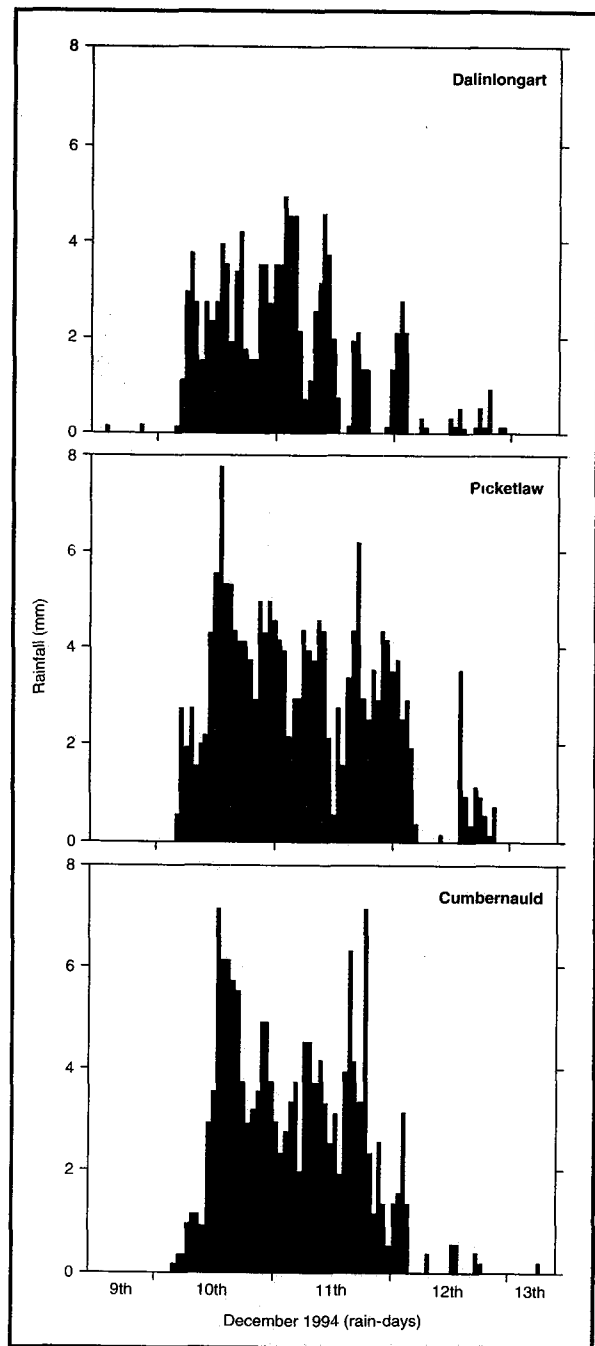 8
Dalinlongart
6
4
2
0
8
Picketlaw
6
Rainfall (mm)
4
2
0
8
Cumbernauld
6
4
2
0
9th 10th 11th 12th 13th
December 1994 (rain-days)